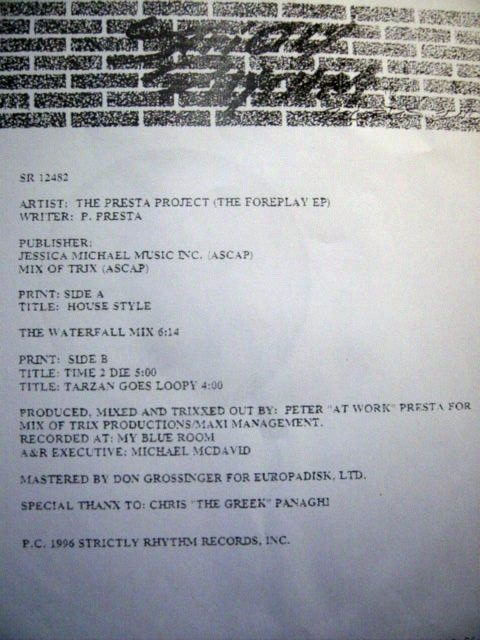 Strictly
Rhythm
SR 12482
ARTIST: THE PRESTA PROJECT (THE FOREPLAY EP)
WRITER: P. PRESTA
PUBLISHER:
JESSICA MICHAEL MUSIC INC. (ASCAP)
MIX OF TRIX (ASCAP)
PRINT: SIDE A
TITLE: HOUSE STYLE
THE WATERFALL MIX 6:14
PRINT: SIDE B
TITLE: TIME 2 DIE 5:00
TITLE: TARZAN GOES LOOPY 4:00
PRODUCED, MIXED AND TRIXXED OUT BY: PETER "AT WORK" PRESTA FOR
MIX OF TRIX PRODUCTIONS/MAXI MANAGEMENT.
RECORDED AT: MY BLUE ROOM
A&R EXECUTIVE: MICHAEL MCDAVID
MASTERED BY DON GROSSINGER FOR EUROPADISK, LTD.
SPECIAL THANX TO: CHRIS "THE GREEK" PANAGHI
P.C. 1996 STRICTLY RHYTHM RECORDS, INC.